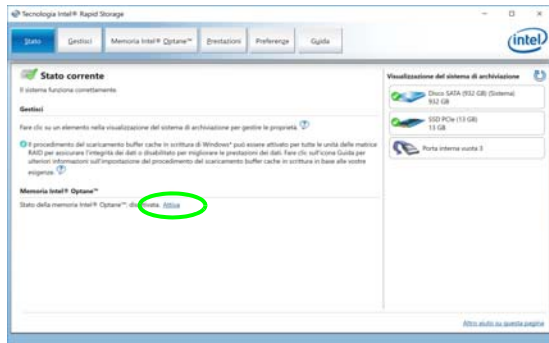 Tecnologia Intel® Rapid Storage
Stato
Gestisci
Memoria Intel® Optane™
Prestazioni
Preferenze
Guida
intel
Stato corrente
Il sistema funziona correttamente.
Gestisci
Fare clic su un elemento nella visualizzazione del sistema di archiviazione per gestire le proprietà.
Il procedimento del scaricamento buffer cache in scrittura di Windows* può essere attivato per tutte le unità delle matrice
RAID per assicurare l'integrità dei dati o disabilitato per migliorare le prestazioni dei dati. Fare clic sull'icona Guida per
ulteriori informazioni sull'impostazione del procedimento del scaricamento buffer cache in scrittura in base alle vostre
esigenze.
Memoria Intel® Optane™
Stato della memoria Intel® Optane™: disattivata. Attiva
Visualizzazione del sistema di archiviazione
Disco SATA (932 GB) (Sistema)
932 GB
SSD PCIe (13 GB)
13 GB
Porta interna vuota 3
Altro aiuto su questa pagina